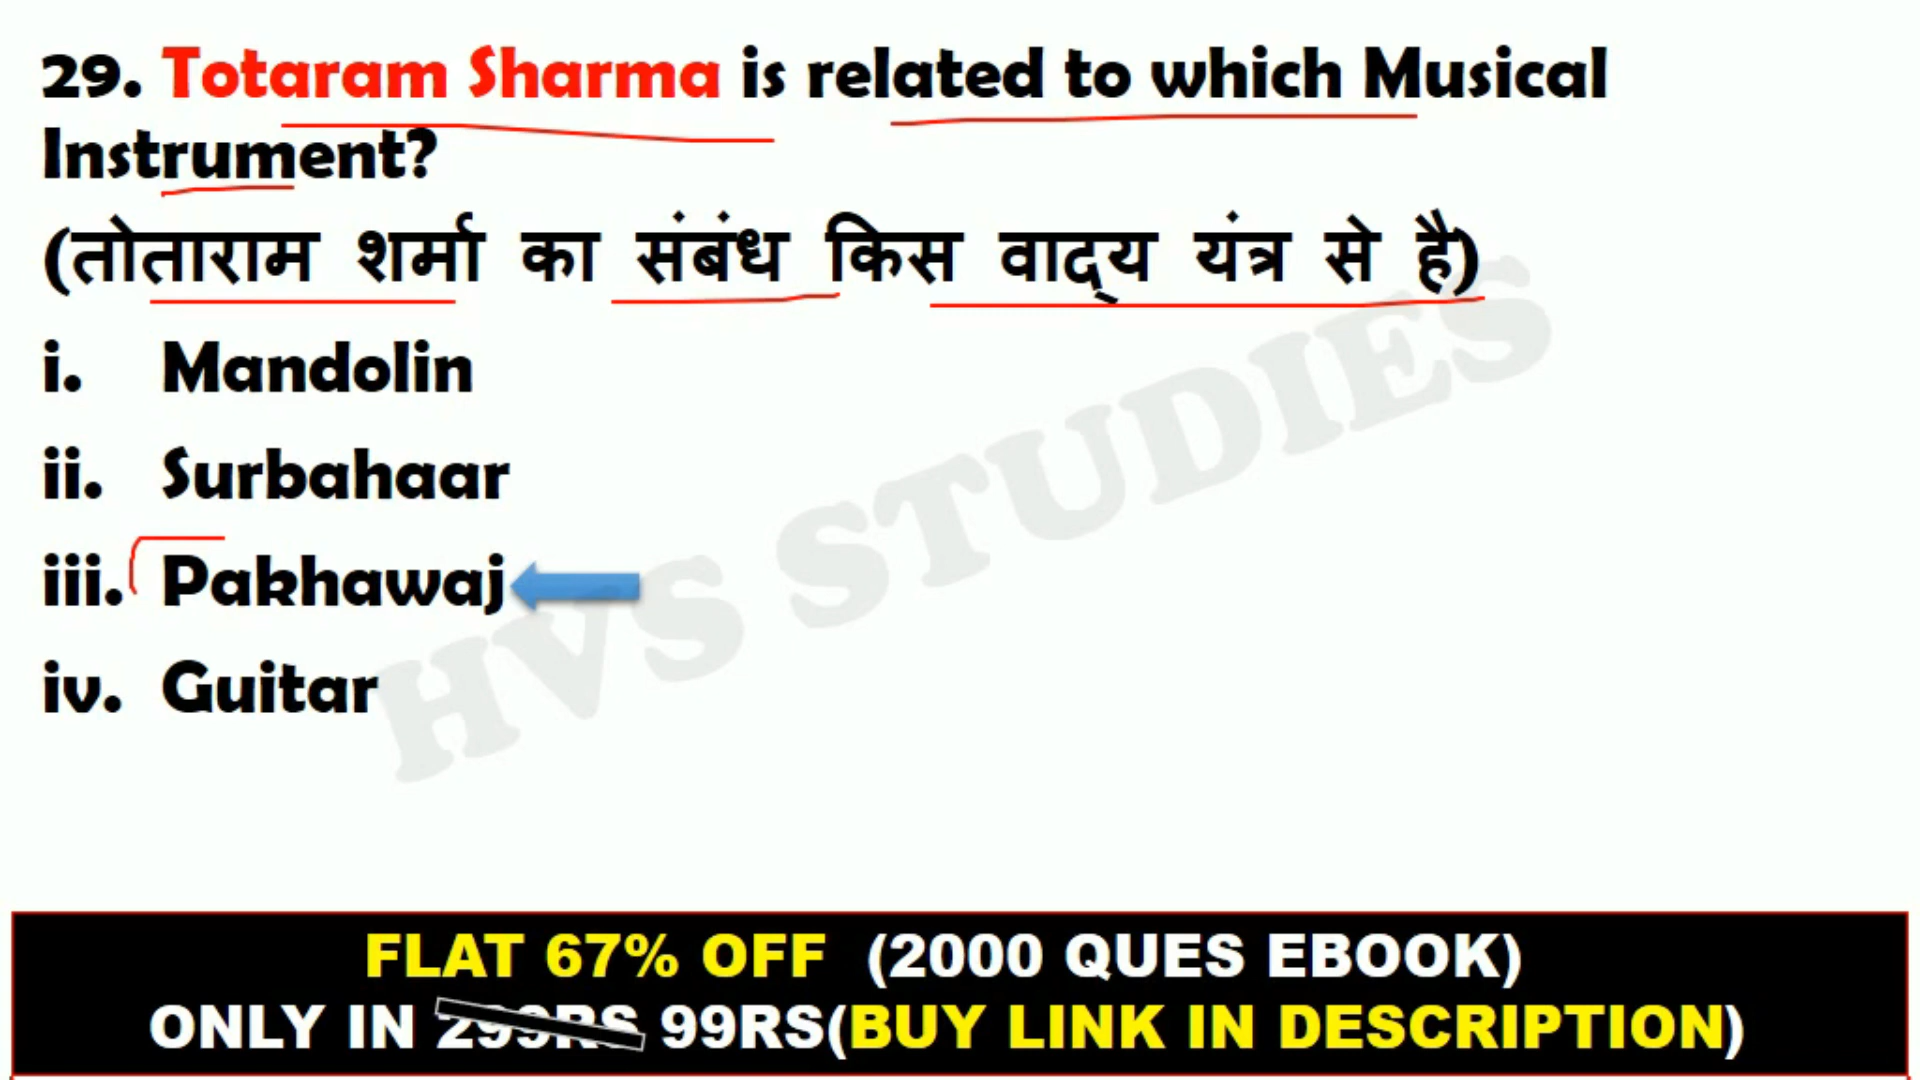 29. Totaram Sharma is related to which Musical
Instrument?
(तोताराम शर्मा का संबंध किस वाद्य यंत्र से है)
i. Mandolin
ii. Surbahaar
iii. Pakhawaj
iv. Guitar
HVS STUDIES
FLAT 67% OFF (2000 QUES EBOOK)
ONLY IN 299RS 99RS(BUY LINK IN DESCRIPTION)